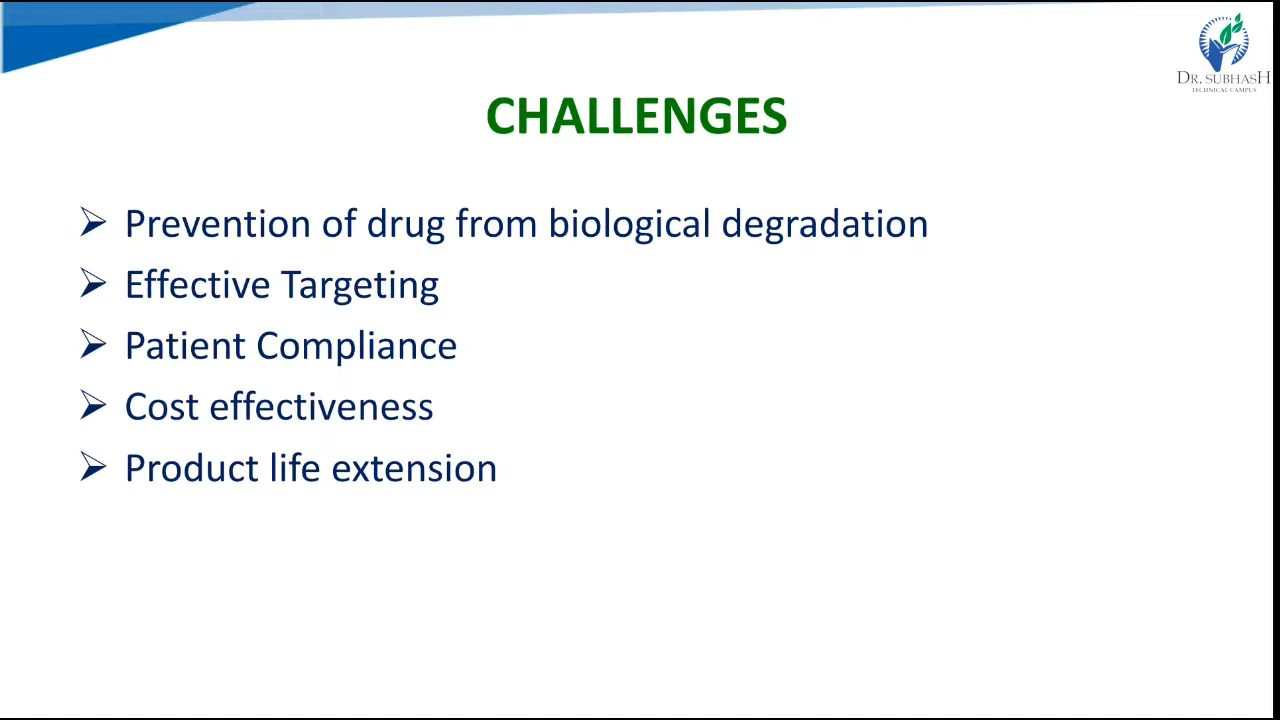 DR. SUBHASH
TECHNICAL CAMPUS
CHALLENGES
➢ Prevention of drug from biological degradation
➢ Effective Targeting
➢ Patient Compliance
➢ Cost effectiveness
➢ Product life extension